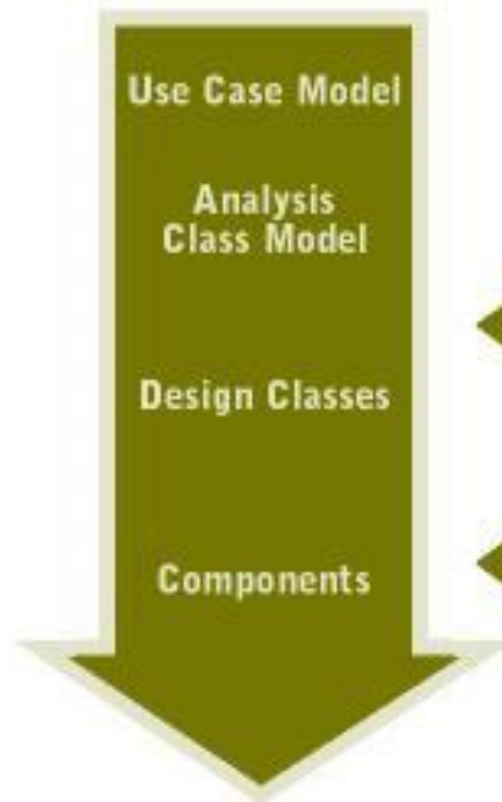 Use Case Model
Analysis
Class Model
Design Classes
Components